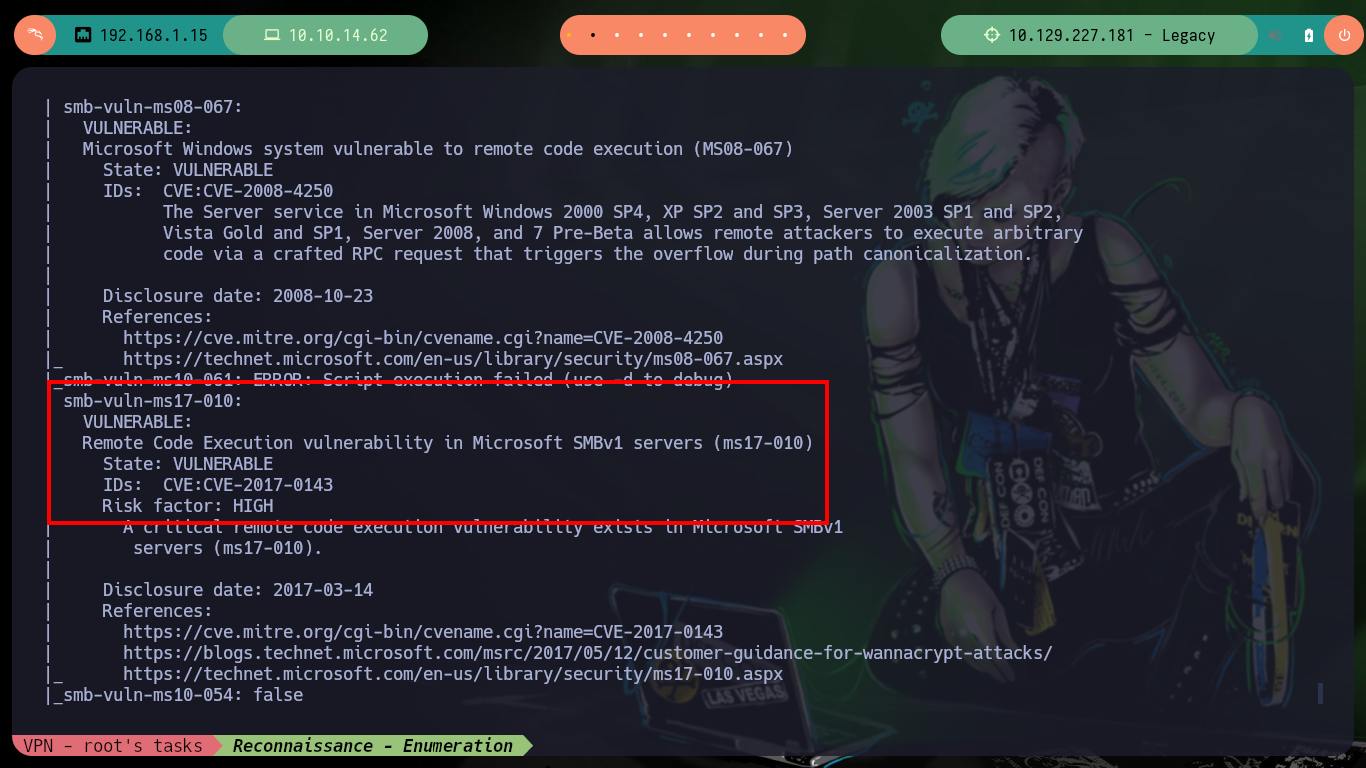 192.168.1.15
10.10.14.62
10.129.227.181 - Legacy
| smb-vuln-ms08-067:
|   VULNERABLE:
|   Microsoft Windows system vulnerable to remote code execution (MS08-067)
|     State: VULNERABLE
|     IDs:  CVE:CVE-2008-4250
|           The Server service in Microsoft Windows 2000 SP4, XP SP2 and SP3, Server 2003 SP1 and SP2,
|           Vista Gold and SP1, Server 2008, and 7 Pre-Beta allows remote attackers to execute arbitrary
|           code via a crafted RPC request that triggers the overflow during path canonicalization.
|
|     Disclosure date: 2008-10-23
|     References:
|       https://cve.mitre.org/cgi-bin/cvename.cgi?name=CVE-2008-4250
|_      https://technet.microsoft.com/en-us/library/security/ms08-067.aspx
|_smb-vuln-ms10-061: ERROR: Script execution failed (use -d to debug)
smb-vuln-ms17-010:
VULNERABLE:
Remote Code Execution vulnerability in Microsoft SMBv1 servers (ms17-010)
State: VULNERABLE
IDs:  CVE:CVE-2017-0143
Risk factor: HIGH
|       A critical remote code execution vulnerability exists in Microsoft SMBv1
|        servers (ms17-010).
|
|     Disclosure date: 2017-03-14
|     References:
|       https://cve.mitre.org/cgi-bin/cvename.cgi?name=CVE-2017-0143
|       https://blogs.technet.microsoft.com/msrc/2017/05/12/customer-guidance-for-wannacrypt-attacks/
|_      https://technet.microsoft.com/en-us/library/security/ms17-010.aspx
|_smb-vuln-ms10-054: false
DEF CON
DEF CON
LAS VEGAS
VPN - root's tasks
Reconnaissance - Enumeration